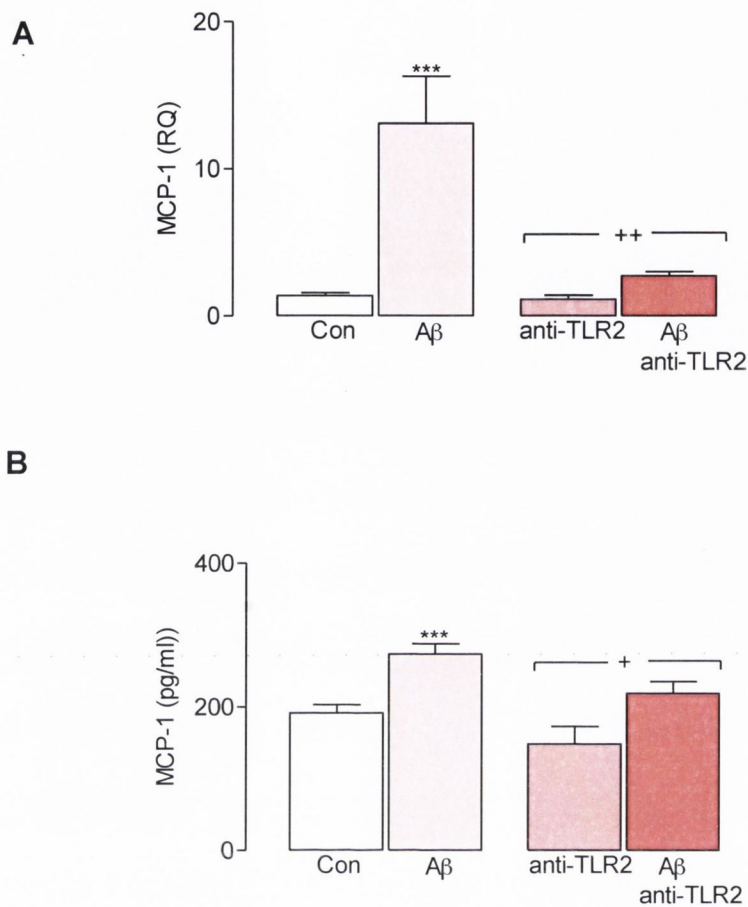 A
20
10
0
MCP-1 (RQ)
***
++
Con Aβ anti-TLR2 Aβ
anti-TLR2
B
400
200
0
MCP-1 (pg/ml))
***
+
Con Aβ anti-TLR2 Aβ
anti-TLR2